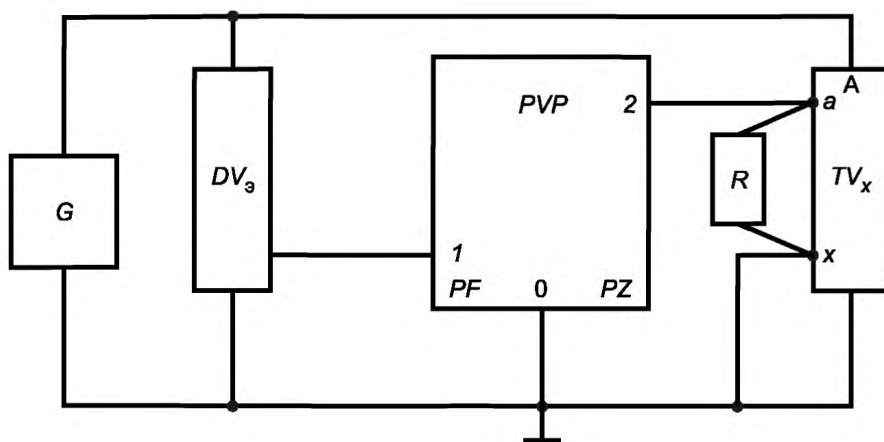 A
PVP 2 a
DVэ R TVx
G
1 x
PF 0 PZ